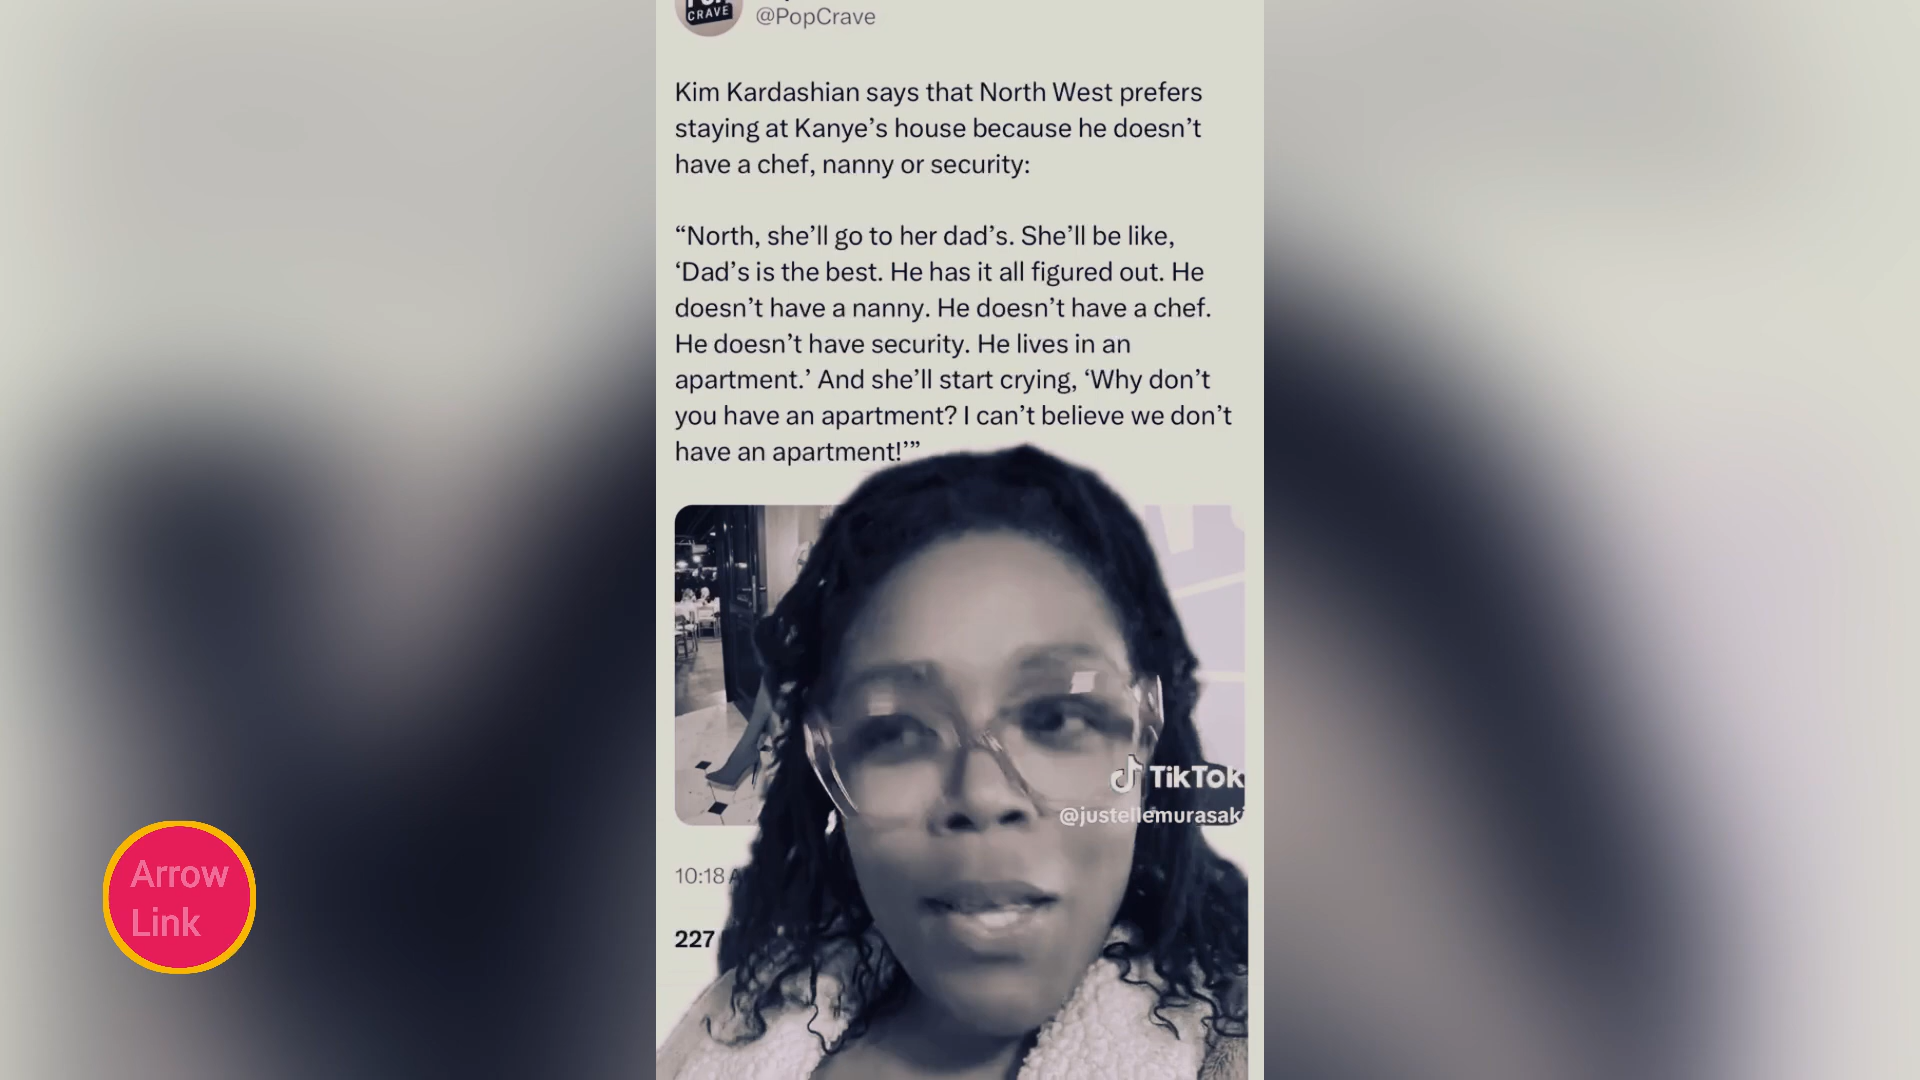 CRAVE
@PopCrave
Kim Kardashian says that North West prefers
staying at Kanye’s house because he doesn’t
have a chef, nanny or security:
“North, she’ll go to her dad’s. She’ll be like,
‘Dad’s is the best. He has it all figured out. He
doesn’t have a nanny. He doesn’t have a chef.
He doesn’t have security. He lives in an
apartment.’ And she’ll start crying, ‘Why don’t
you have an apartment? I can’t believe we don’t
have an apartment!’”
TikTok
@justellemurasaki
10:18 A
227
Arrow
Link